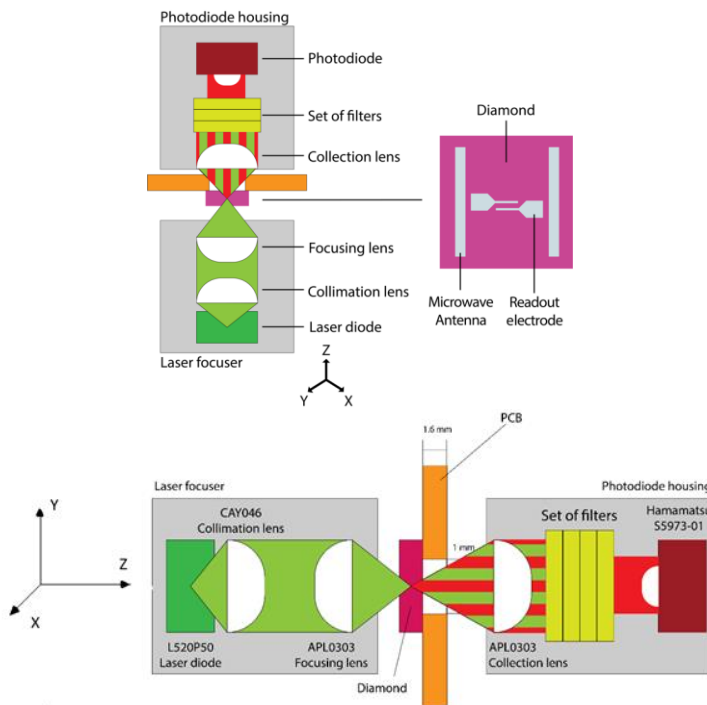 Photodiode housing
Photodiode
Set of filters
Collection lens
Diamond
Focusing lens
Collimation lens
Laser diode
Laser focuser
Microwave
Antenna
Readout
electrode
Z
Y
X
PCB
1.6 mm
Laser focuser
Photodiode housing
CAY046
Collimation lens
Set of filters
Hamamatsu
S5973-01
Y
Z
X
1 mm
L520P50
Laser diode
APL0303
Focusing lens
APL0303
Collection lens
Diamond